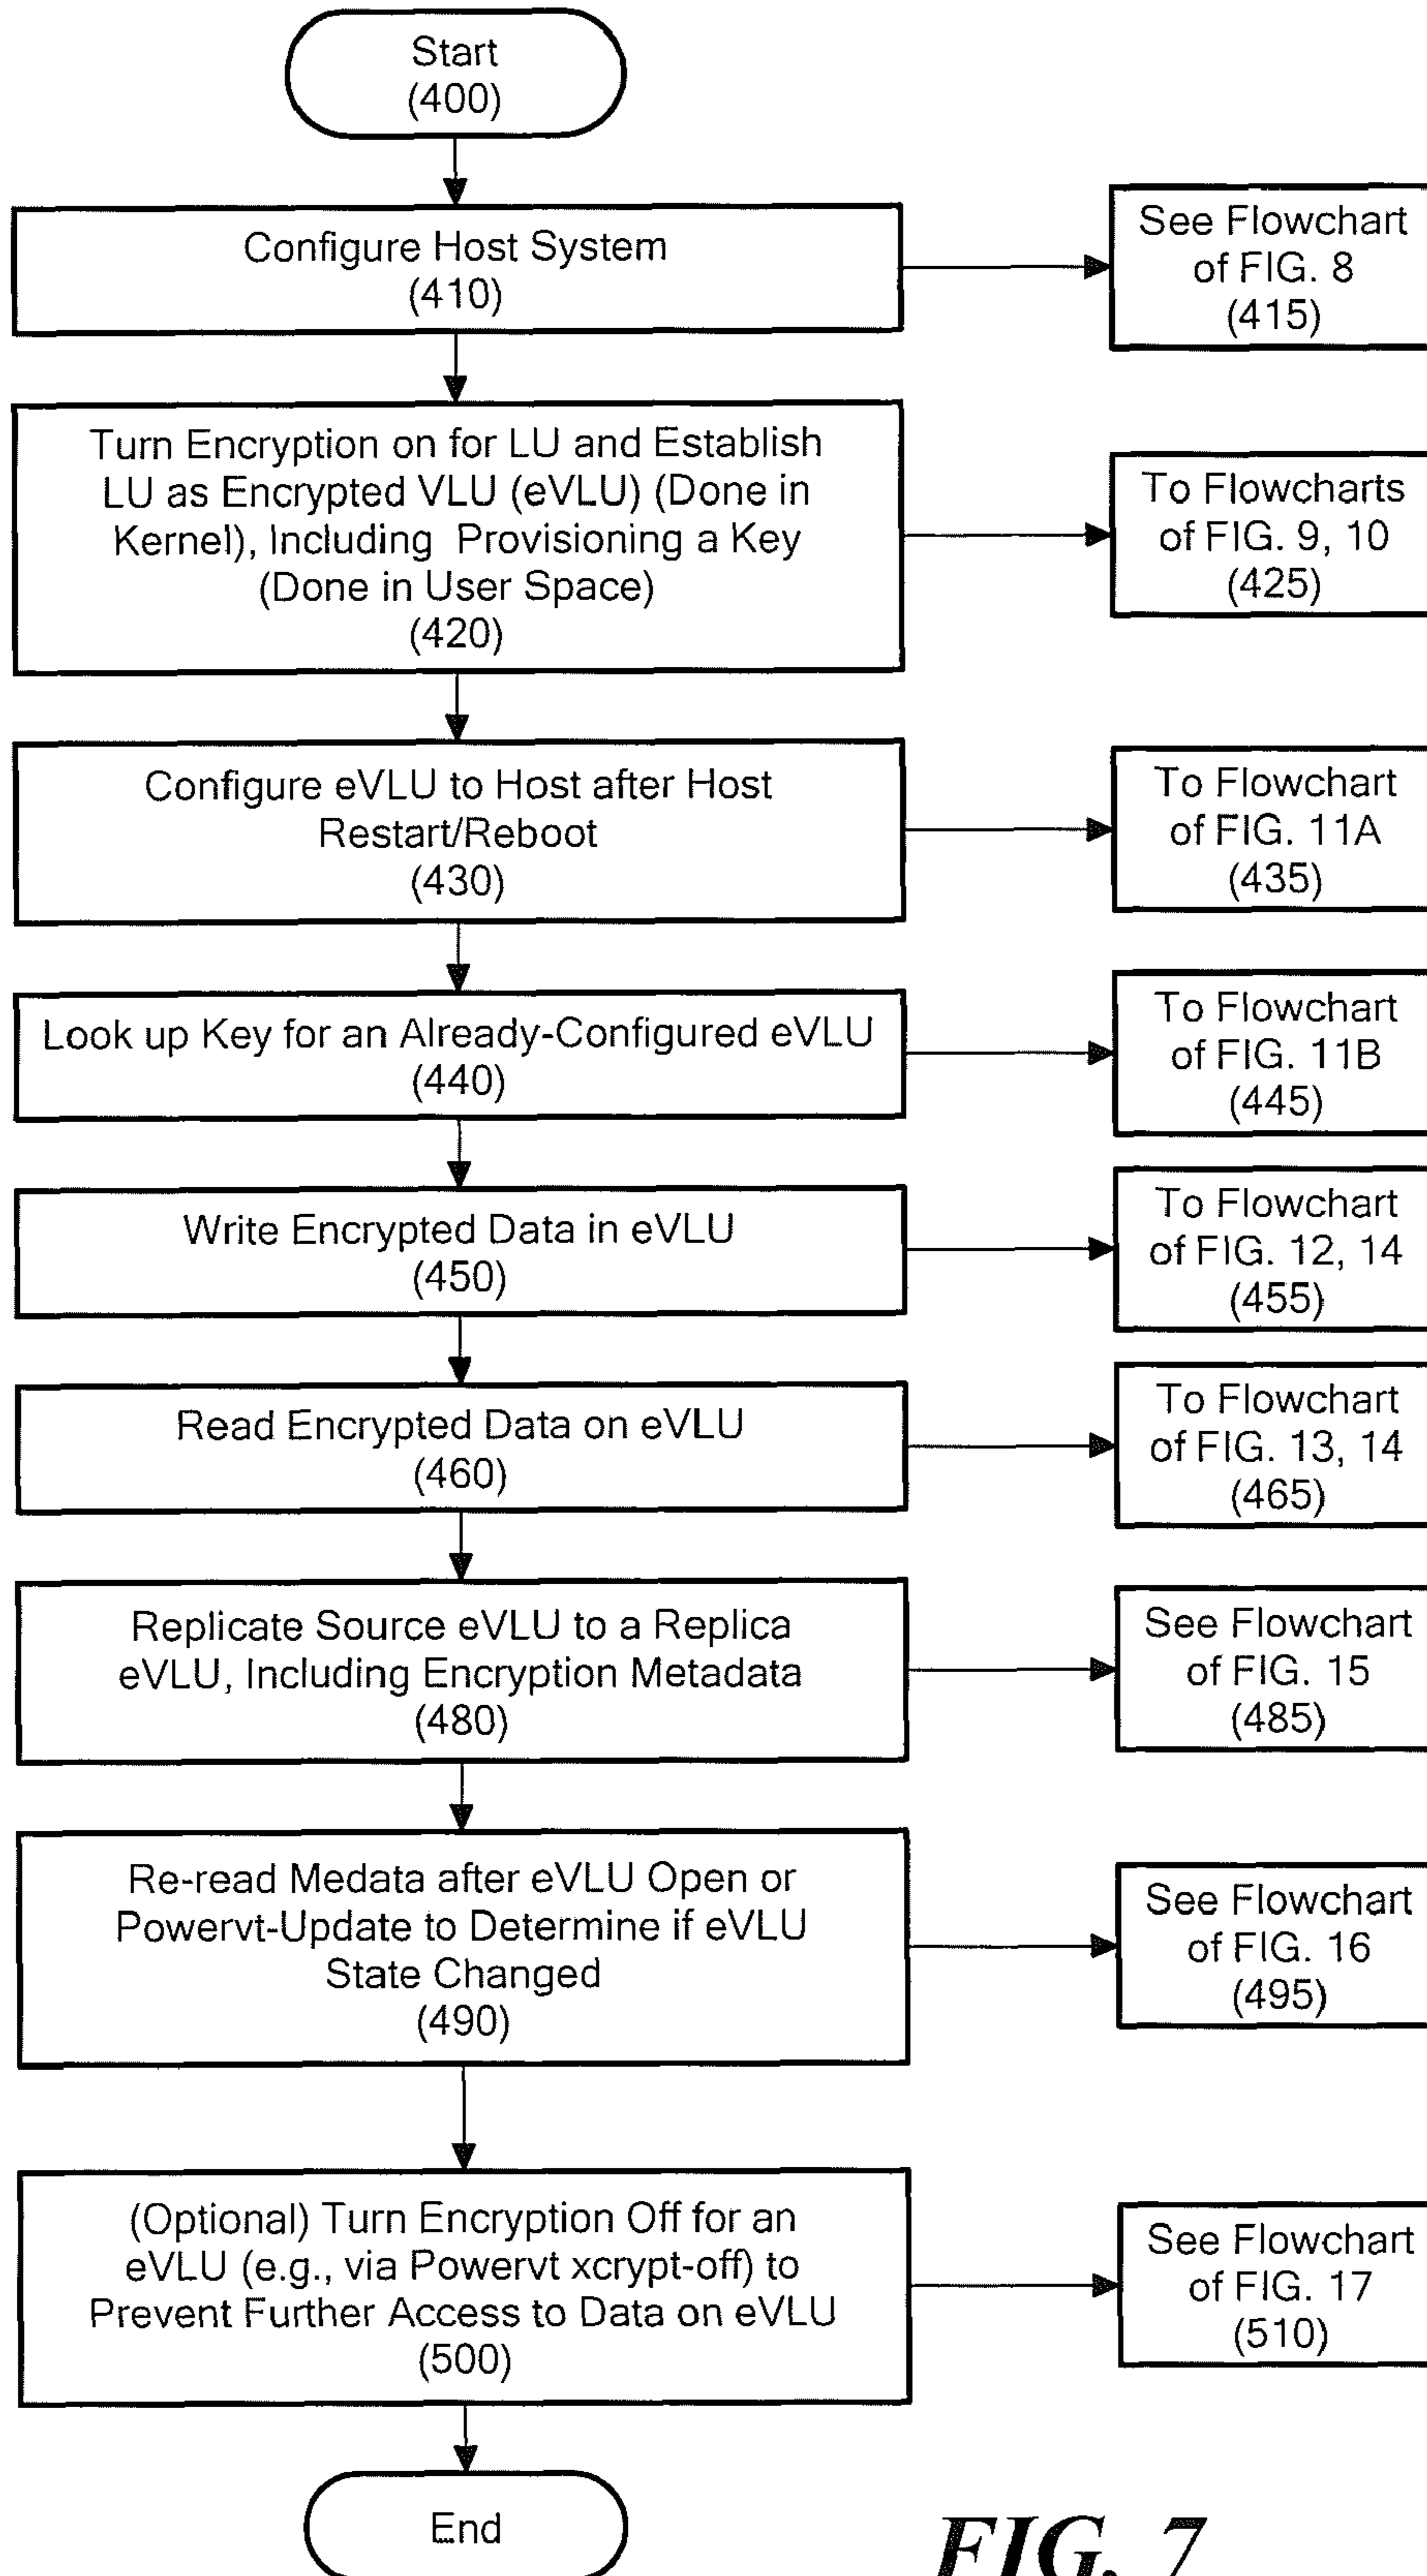 Start
(400)
Configure Host System
(410)
See Flowchart
of FIG. 8
(415)
Turn Encryption on for LU and Establish
LU as Encrypted VLU (eVLU) (Done in
Kernel), Including Provisioning a Key
(Done in User Space)
(420)
To Flowcharts
of FIG. 9, 10
(425)
Configure eVLU to Host after Host
Restart/Reboot
(430)
To Flowchart
of FIG. 11A
(435)
Look up Key for an Already-Configured eVLU
(440)
To Flowchart
of FIG. 11B
(445)
Write Encrypted Data in eVLU
(450)
To Flowchart
of FIG. 12, 14
(455)
Read Encrypted Data on eVLU
(460)
To Flowchart
of FIG. 13, 14
(465)
Replicate Source eVLU to a Replica
eVLU, Including Encryption Metadata
(480)
See Flowchart
of FIG. 15
(485)
Re-read Medata after eVLU Open or
Powervt-Update to Determine if eVLU
State Changed
(490)
See Flowchart
of FIG. 16
(495)
(Optional) Turn Encryption Off for an
eVLU (e.g., via Powervt xcrypt-off) to
Prevent Further Access to Data on eVLU
(500)
See Flowchart
of FIG. 17
(510)
End
FIG. 7